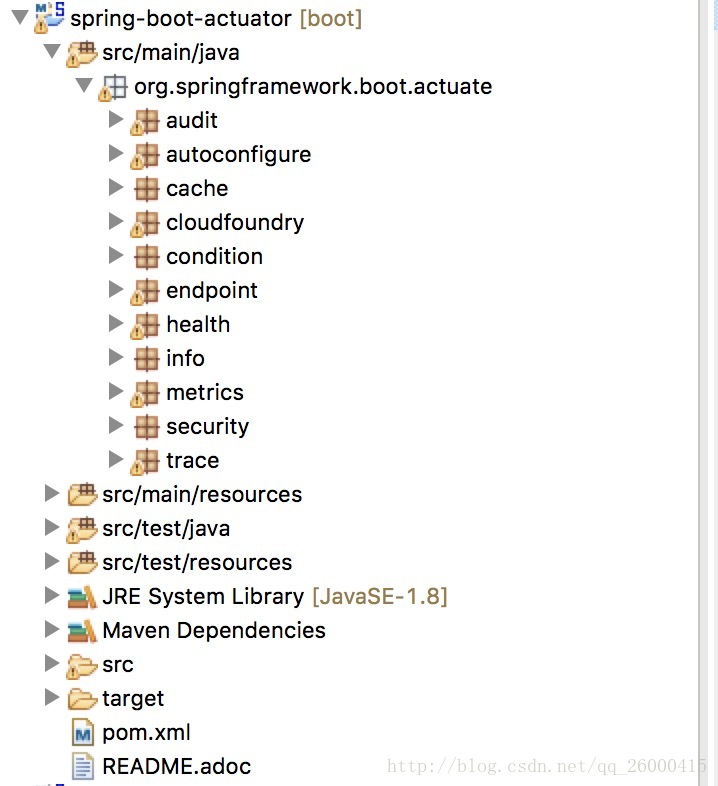 spring-boot-actuator [boot]
src/main/java
org.springframework.boot.actuate
audit
autoconfigure
cache
cloudfoundry
condition
endpoint
health
info
metrics
security
trace
src/main/resources
src/test/java
src/test/resources
JRE System Library [JavaSE-1.8]
Maven Dependencies
src
target
pom.xml
README.adoc
http://blog.csdn.net/qq_26000415